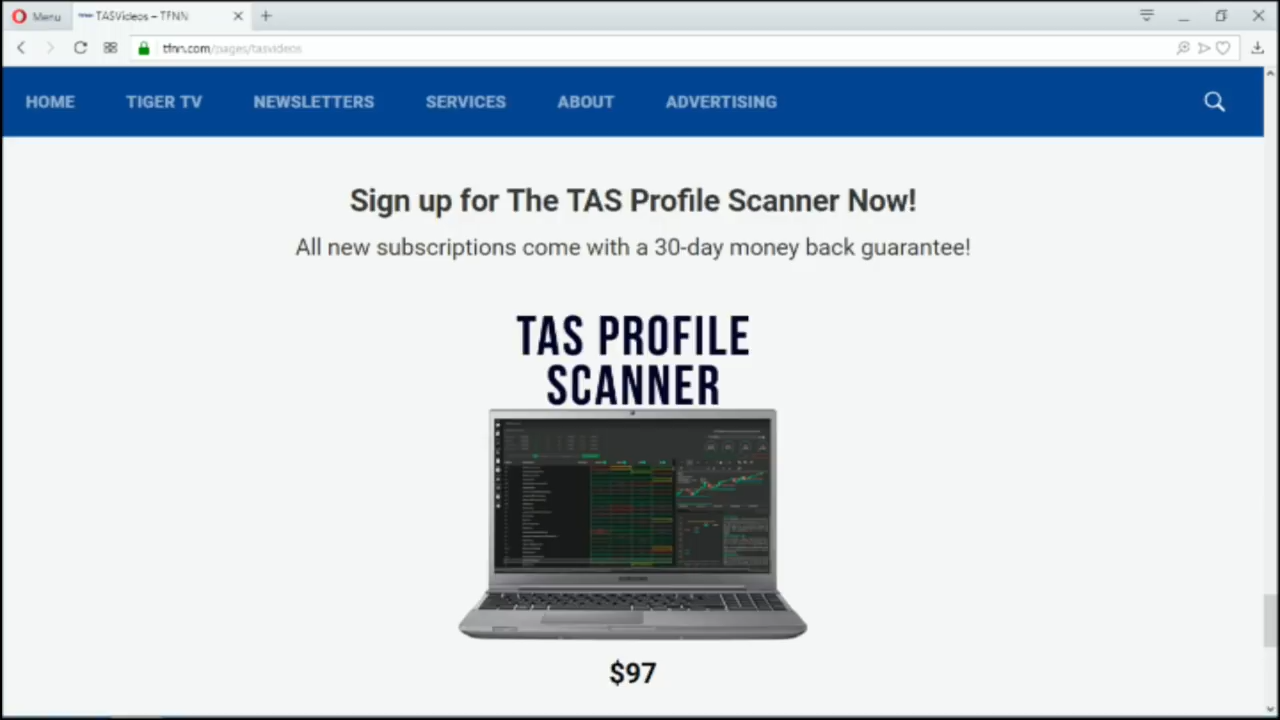 Menu
TASVideos – TFNN
tfnn.com/pages/tasvideos
HOME TIGER TV NEWSLETTERS SERVICES ABOUT ADVERTISING
Sign up for The TAS Profile Scanner Now!
All new subscriptions come with a 30-day money back guarantee!
TAS PROFILE
SCANNER
SAMSUNG
$97